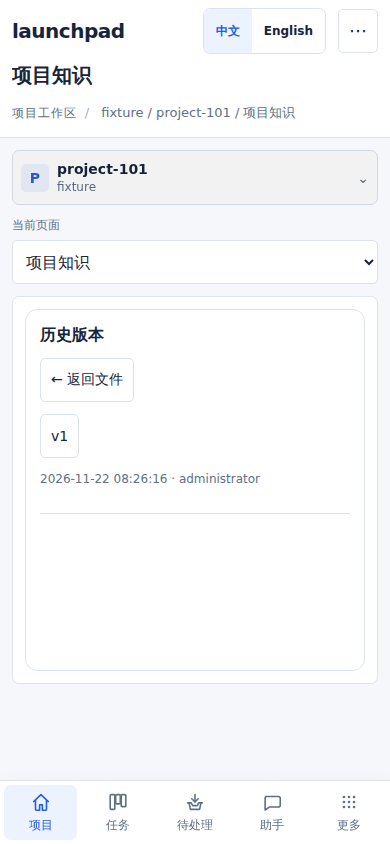 launchpad
中文 English ⋯
项目知识
项目工作区 / fixture / project-101 / 项目知识
P project-101
fixture
当前页面
项目知识
历史版本
← 返回文件
v1
2026-11-22 08:26:16 · administrator
项目 任务 待处理 助手 更多